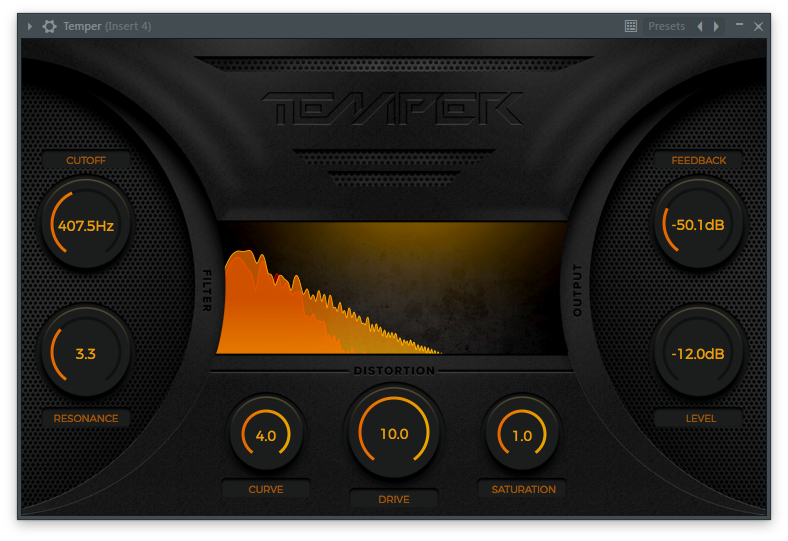 Temper (Insert 4)
Presets
TEMPER
CUTOFF
407.5Hz
3.3
RESONANCE
FILTER
FEEDBACK
-50.1dB
-12.0dB
LEVEL
OUTPUT
DISTORTION
4.0
CURVE
10.0
DRIVE
1.0
SATURATION